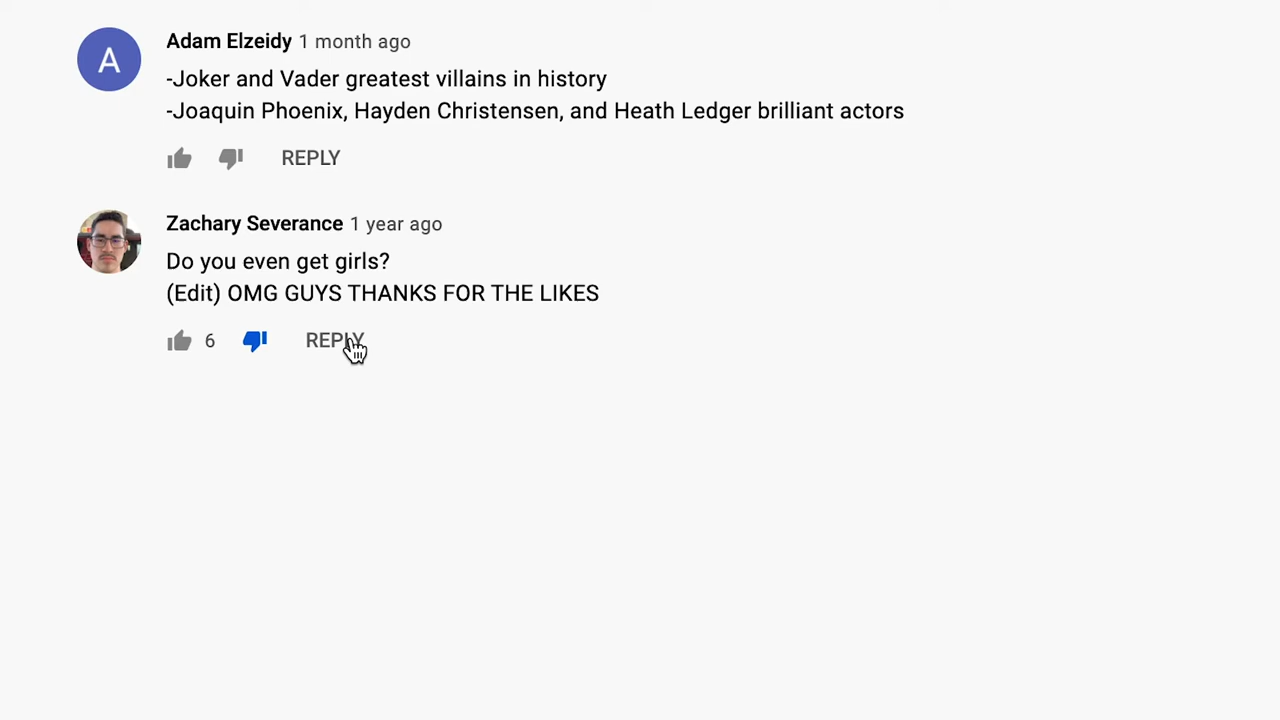 A
Adam Elzeidy 1 month ago
-Joker and Vader greatest villains in history
-Joaquin Phoenix, Hayden Christensen, and Heath Ledger brilliant actors
REPLY
Zachary Severance 1 year ago
Do you even get girls?
(Edit) OMG GUYS THANKS FOR THE LIKES
6 REPLY